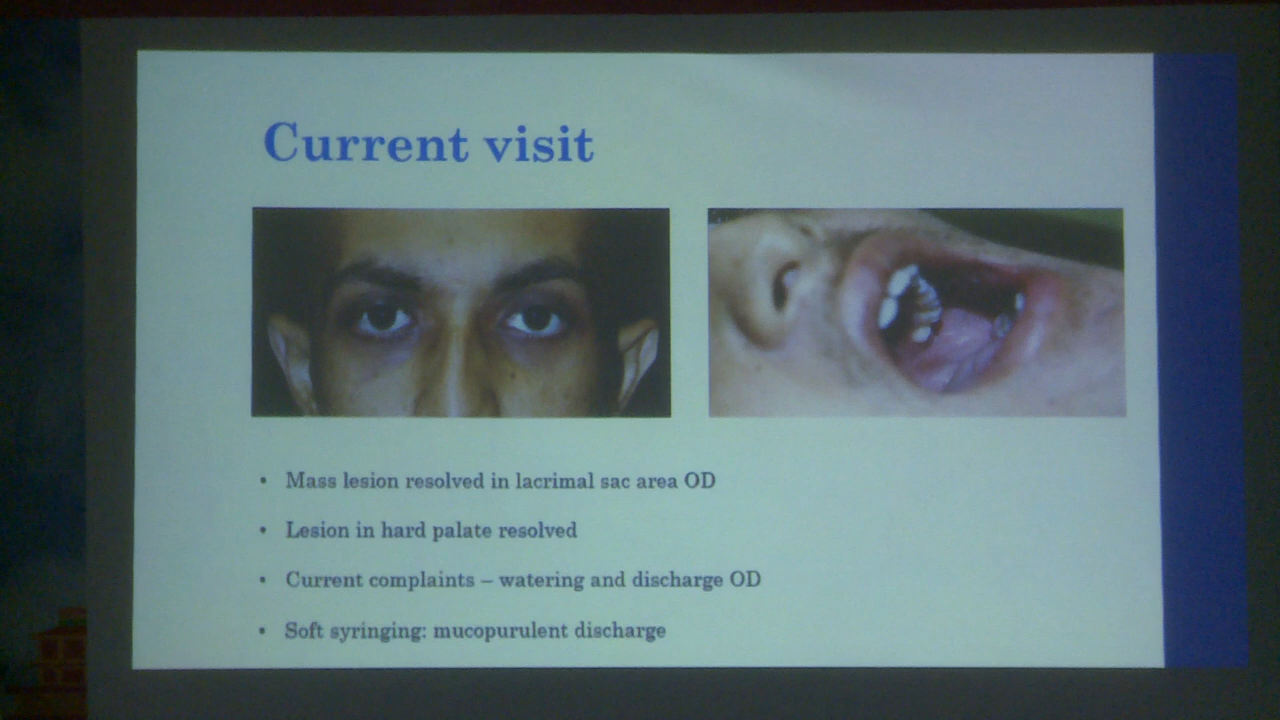 Current visit
• Mass lesion resolved in lacrimal sac area OD
• Lesion in hard palate resolved
• Current complaints – watering and discharge OD
• Soft syringing: mucopurulent discharge